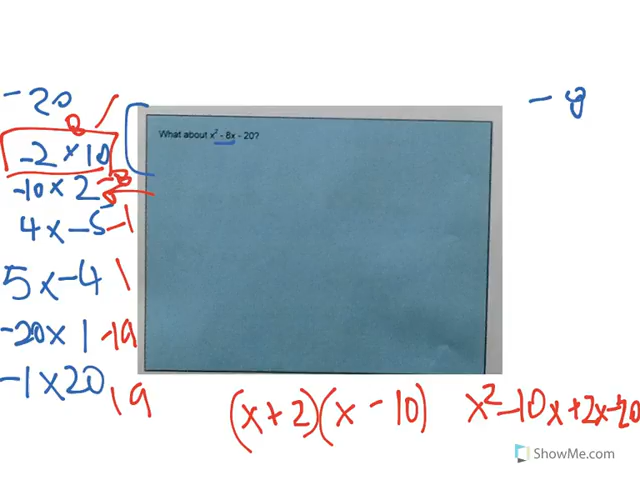 -20
- 8
What about x² - 8x - 20?
-2 x 10 8
-10 x 2 -8
4 x -5 -1
5 x -4 1
-20 x 1 -19
-1 x 20 19
(x + 2)(x - 10) x² -10x + 2x - 20
ShowMe.com